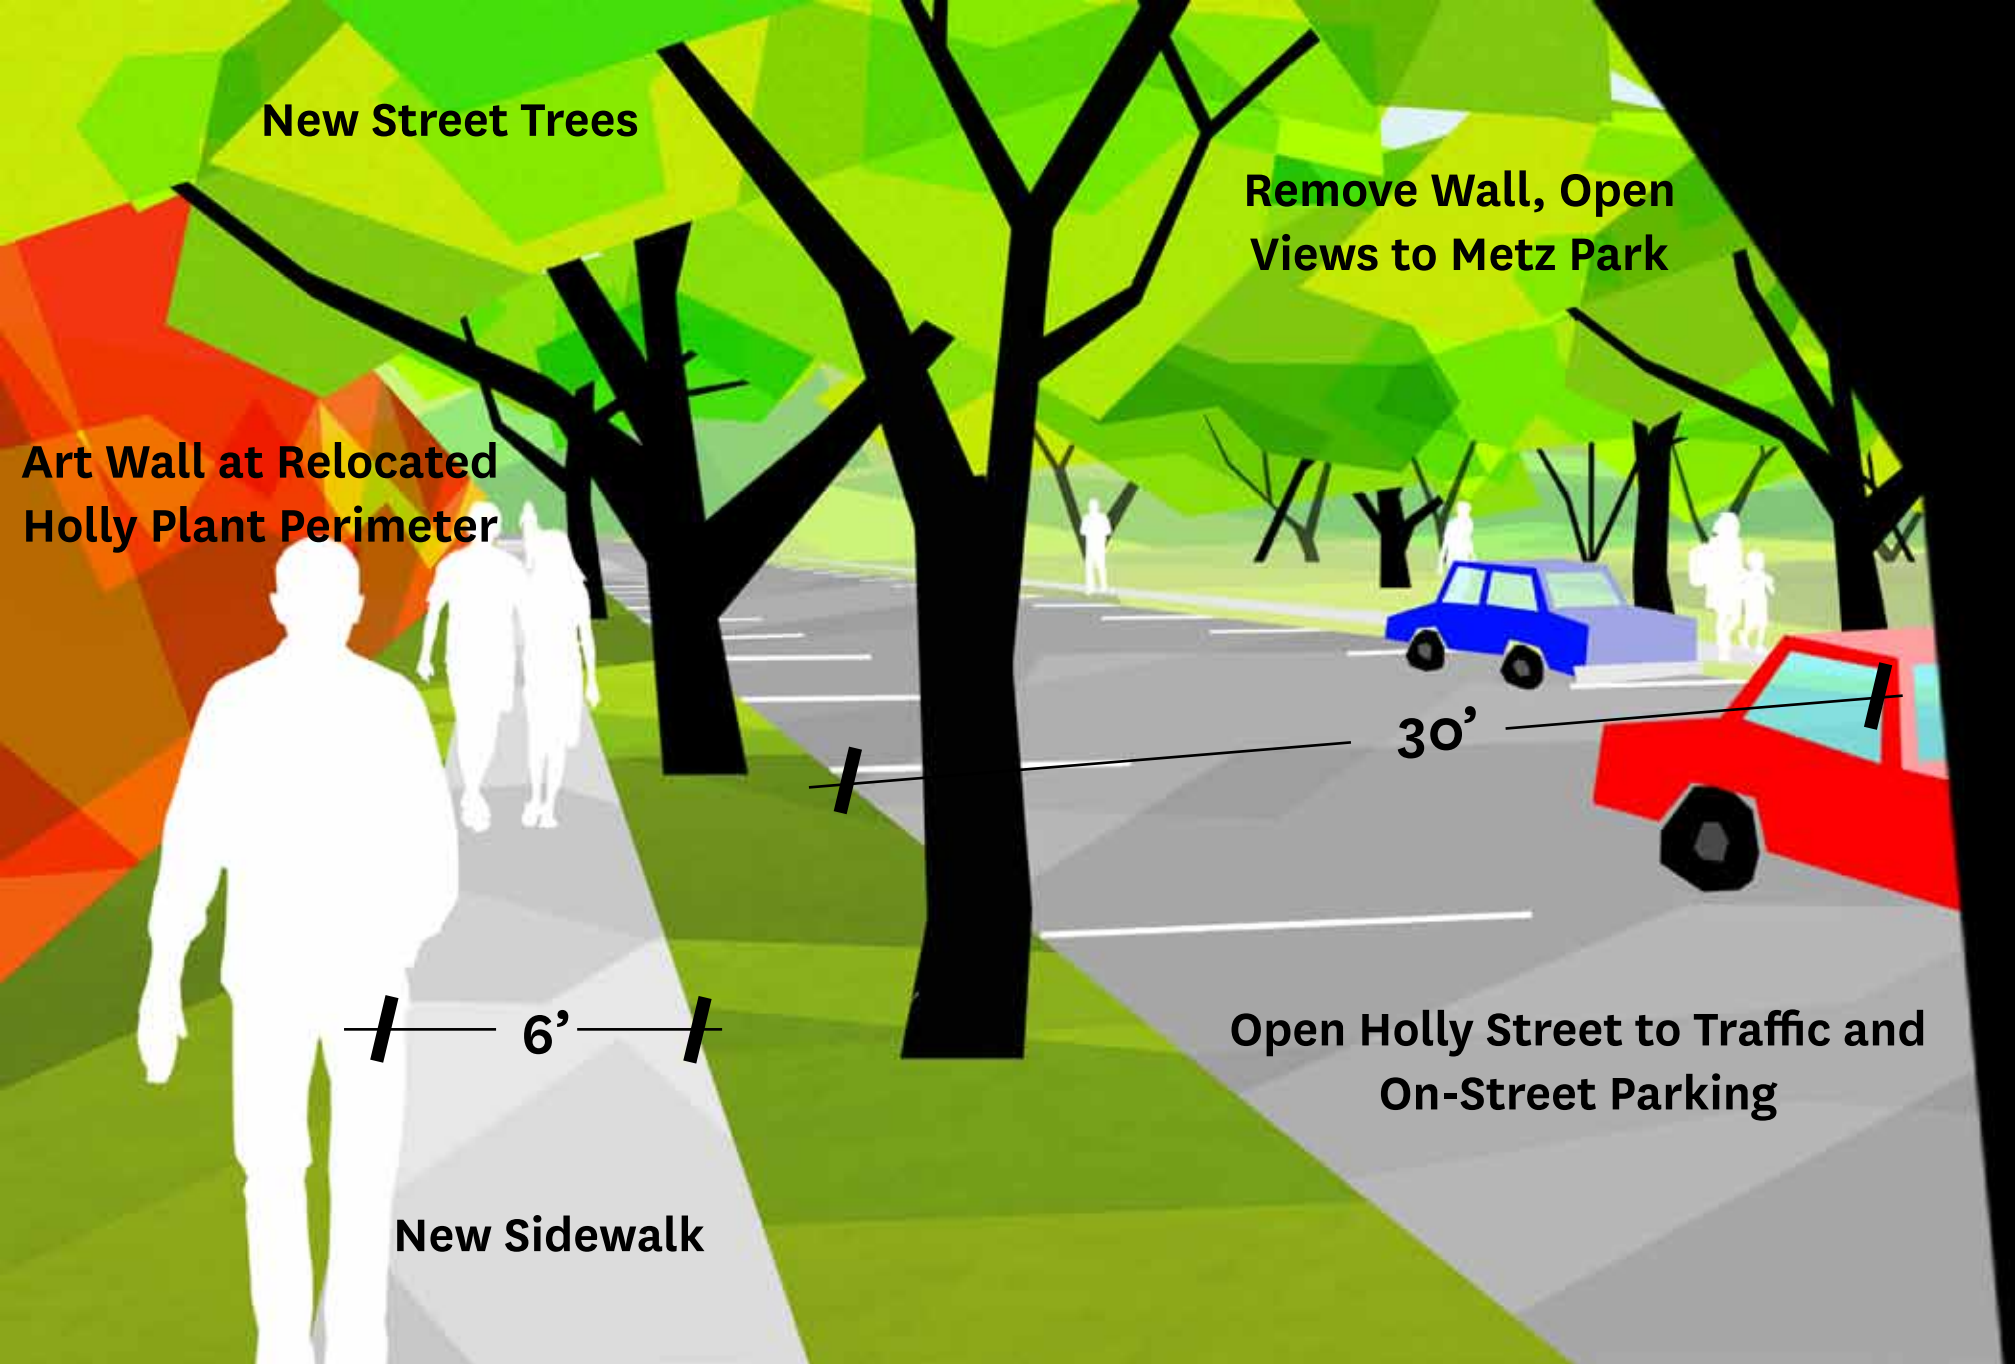 New Street Trees
Remove Wall, Open
Views to Metz Park
Art Wall at Relocated
Holly Plant Perimeter
30’
6’
Open Holly Street to Traffic and
On-Street Parking
New Sidewalk